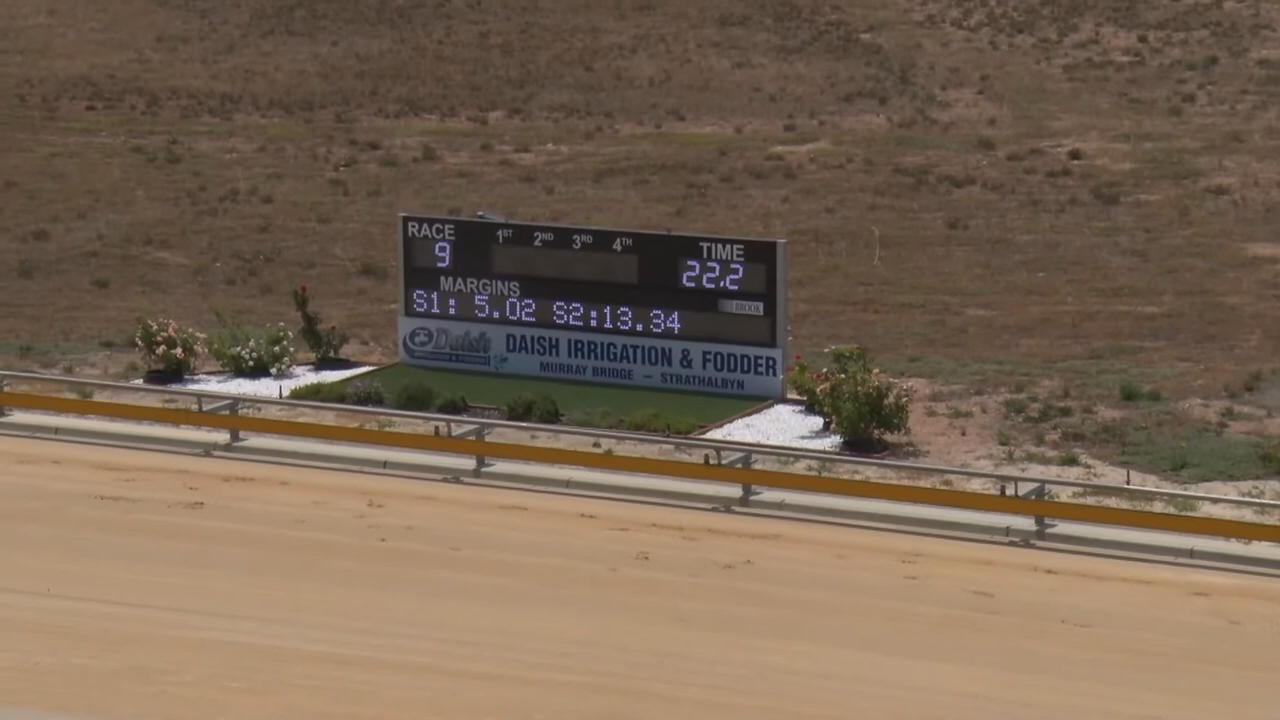 RACE 1ST 2ND 3RD 4TH TIME
9 22.2
MARGINS
S1: 5.02 S2:13.34
BROOK
Daish
DAISH IRRIGATION & FODDER
MURRAY BRIDGE — STRATHALBYN